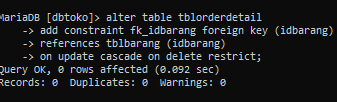 MariaDB [dbtoko]> alter table tblorderdetail
    -> add constraint fk_idbarang foreign key (idbarang)
    -> references tblbarang (idbarang)
    -> on update cascade on delete restrict;
Query OK, 0 rows affected (0.092 sec)
Records: 0  Duplicates: 0  Warnings: 0